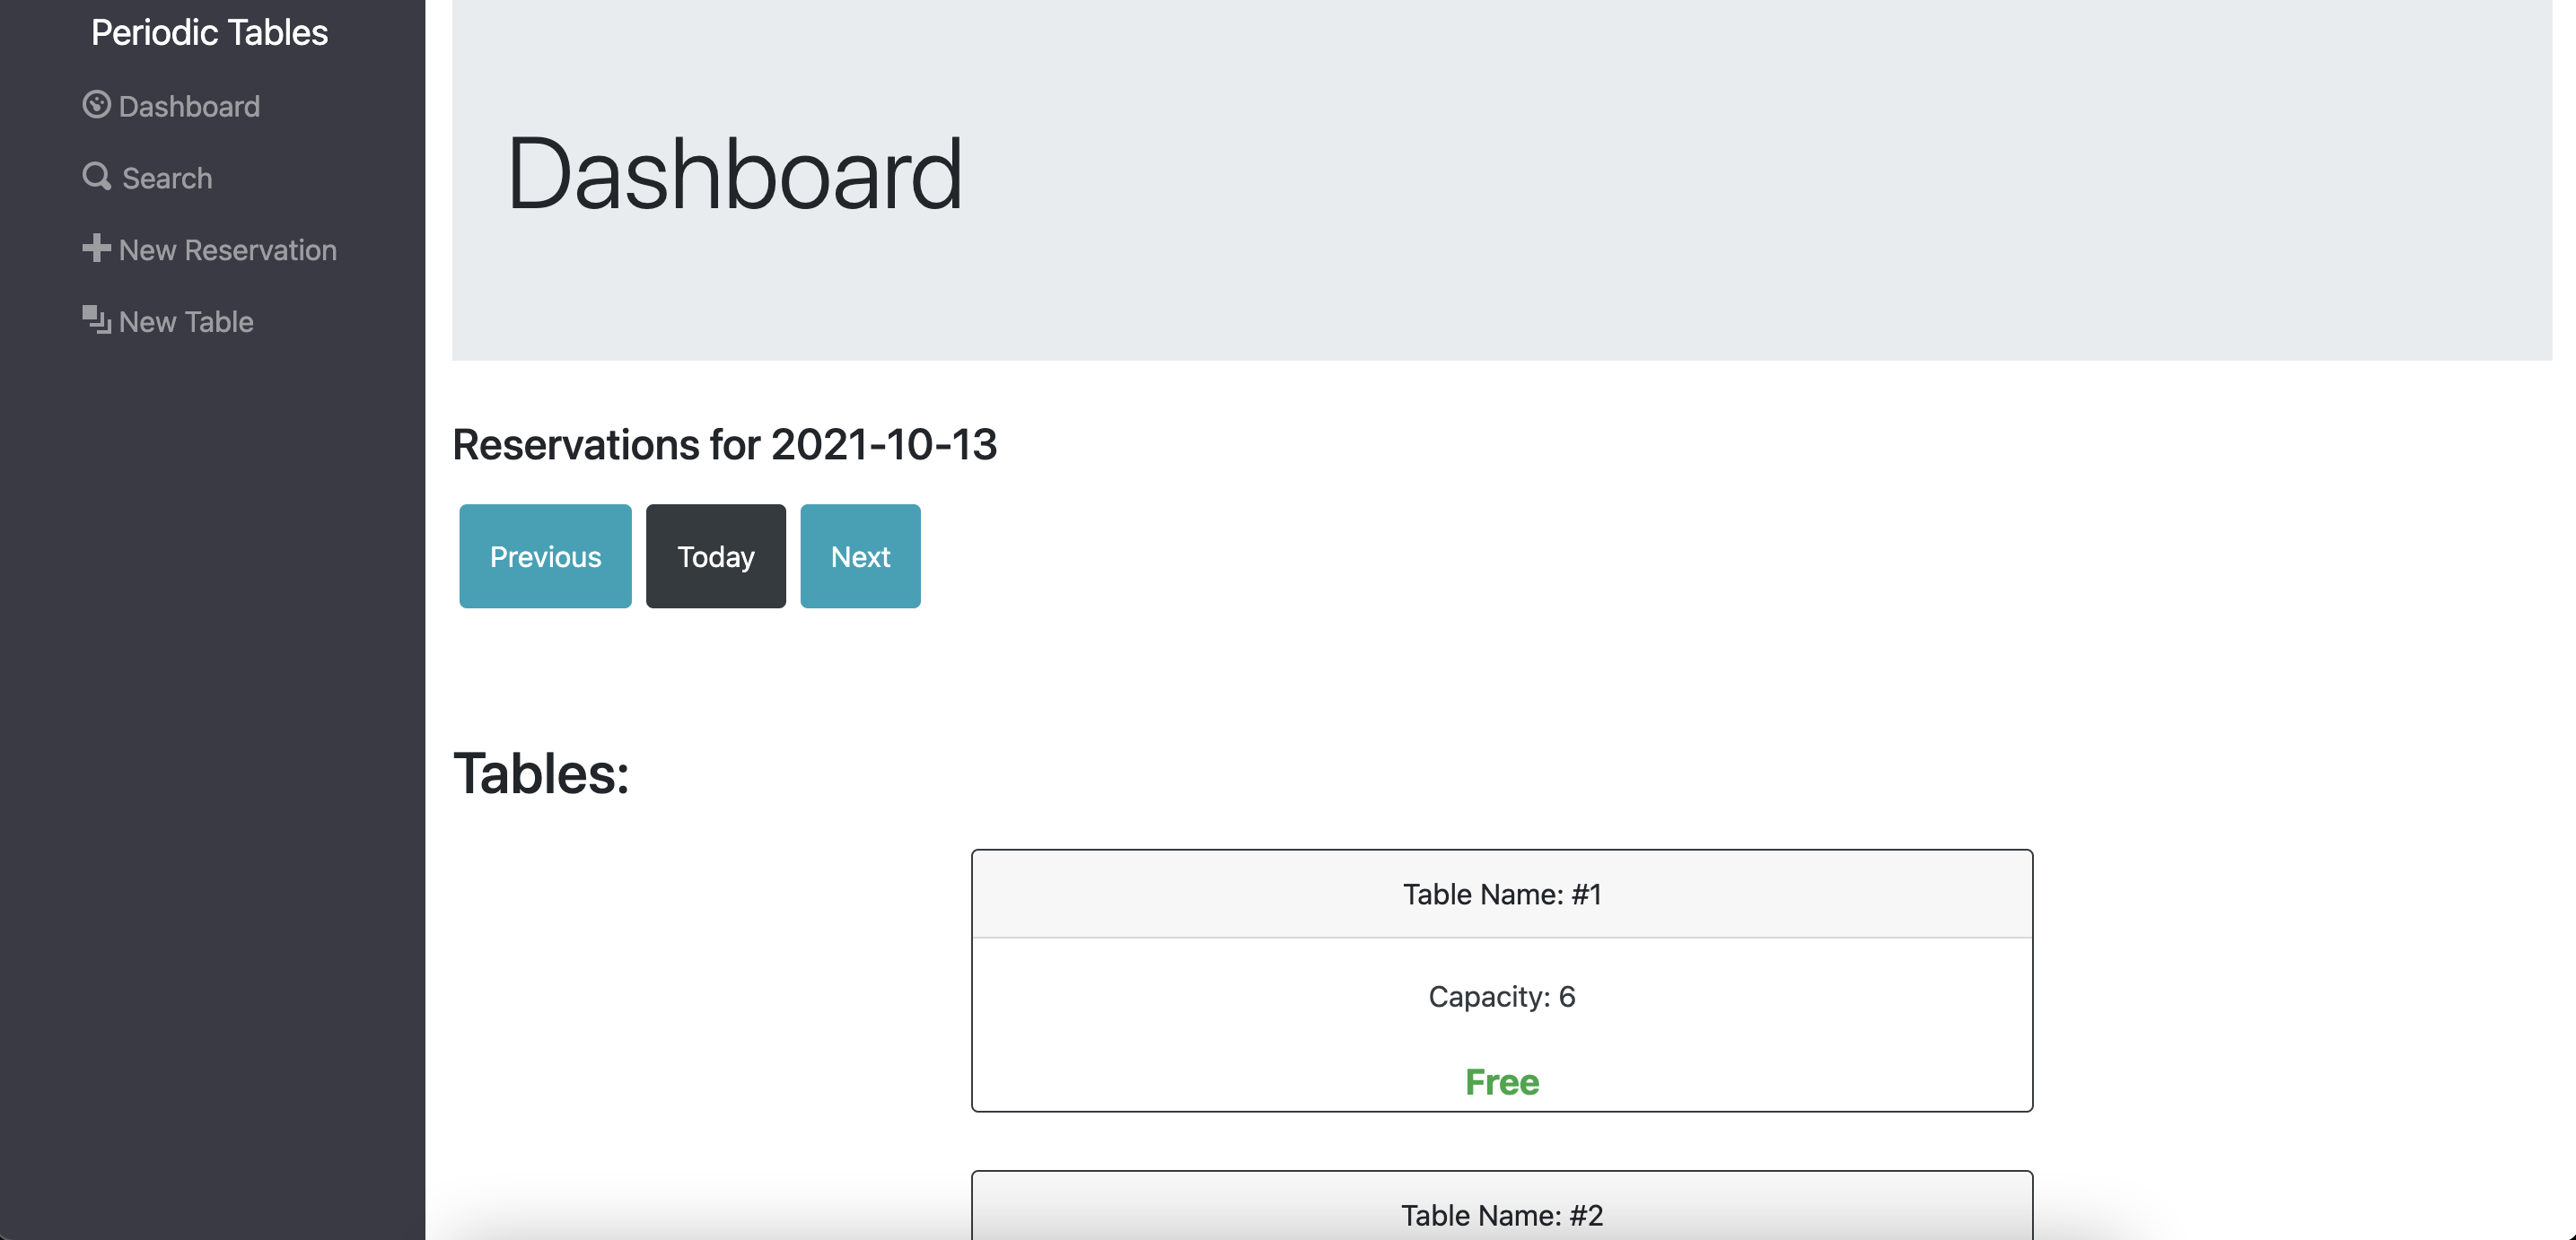 Periodic Tables
Dashboard
Search
New Reservation
New Table
Dashboard
Reservations for 2021-10-13
Previous Today Next
Tables:
Table Name: #1
Capacity: 6
Free
Table Name: #2